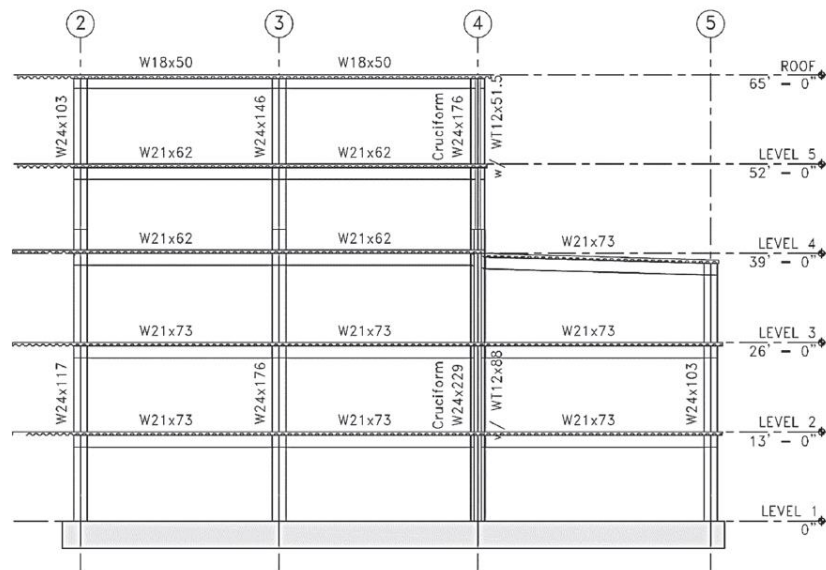 2 3 4 5
ROOF
65' - 0"
W18x50 W18x50
W24x103
W24x146
Cruciform
W24x176
w/ WT12x51.5
LEVEL 5
52' - 0"
W21x62 W21x62
LEVEL 4
39' - 0"
W21x62 W21x62 W21x73
LEVEL 3
26' - 0"
W21x73 W21x73 W21x73
W24x117
W24x176
Cruciform
W24x229
w/ WT12x88
W24x103
LEVEL 2
13' - 0"
W21x73 W21x73 W21x73
LEVEL 1
0"